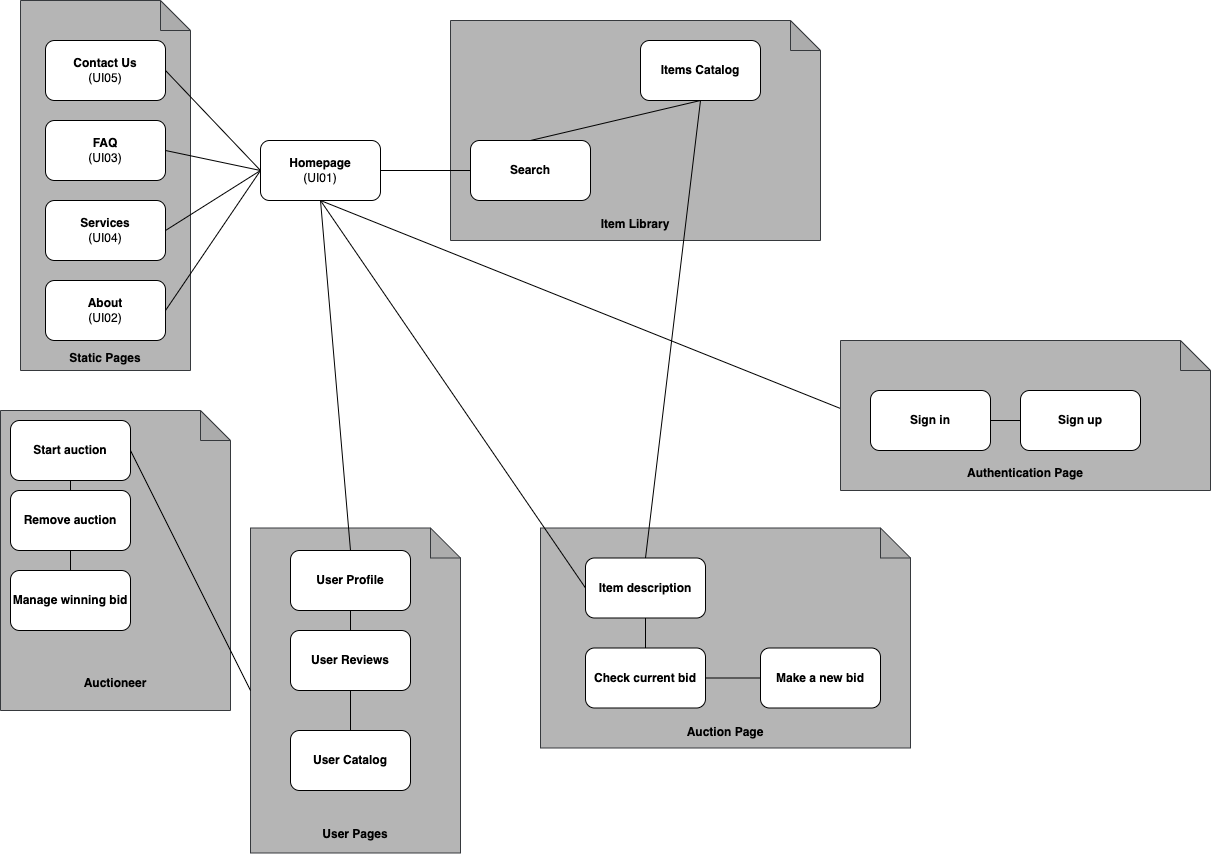 Contact Us
(UI05)
FAQ
(UI03)
Services
(UI04)
About
(UI02)
Static Pages
Homepage
(UI01)
Items Catalog
Search
Item Library
Sign in
Sign up
Authentication Page
Start auction
Remove auction
Manage winning bid
Auctioneer
User Profile
User Reviews
User Catalog
User Pages
Item description
Check current bid
Make a new bid
Auction Page